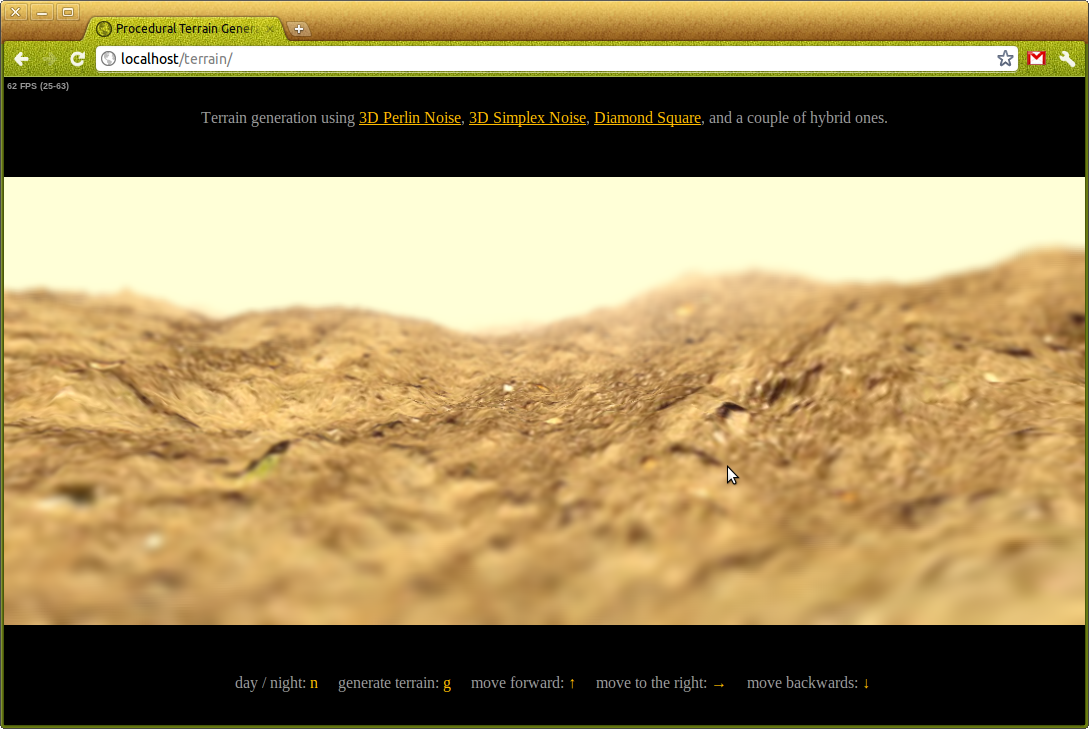 Procedural Terrain Gener
localhost/terrain/
62 FPS (25-63)
Terrain generation using 3D Perlin Noise, 3D Simplex Noise, Diamond Square, and a couple of hybrid ones.
day / night: n generate terrain: g move forward: ↑ move to the right: → move backwards: ↓